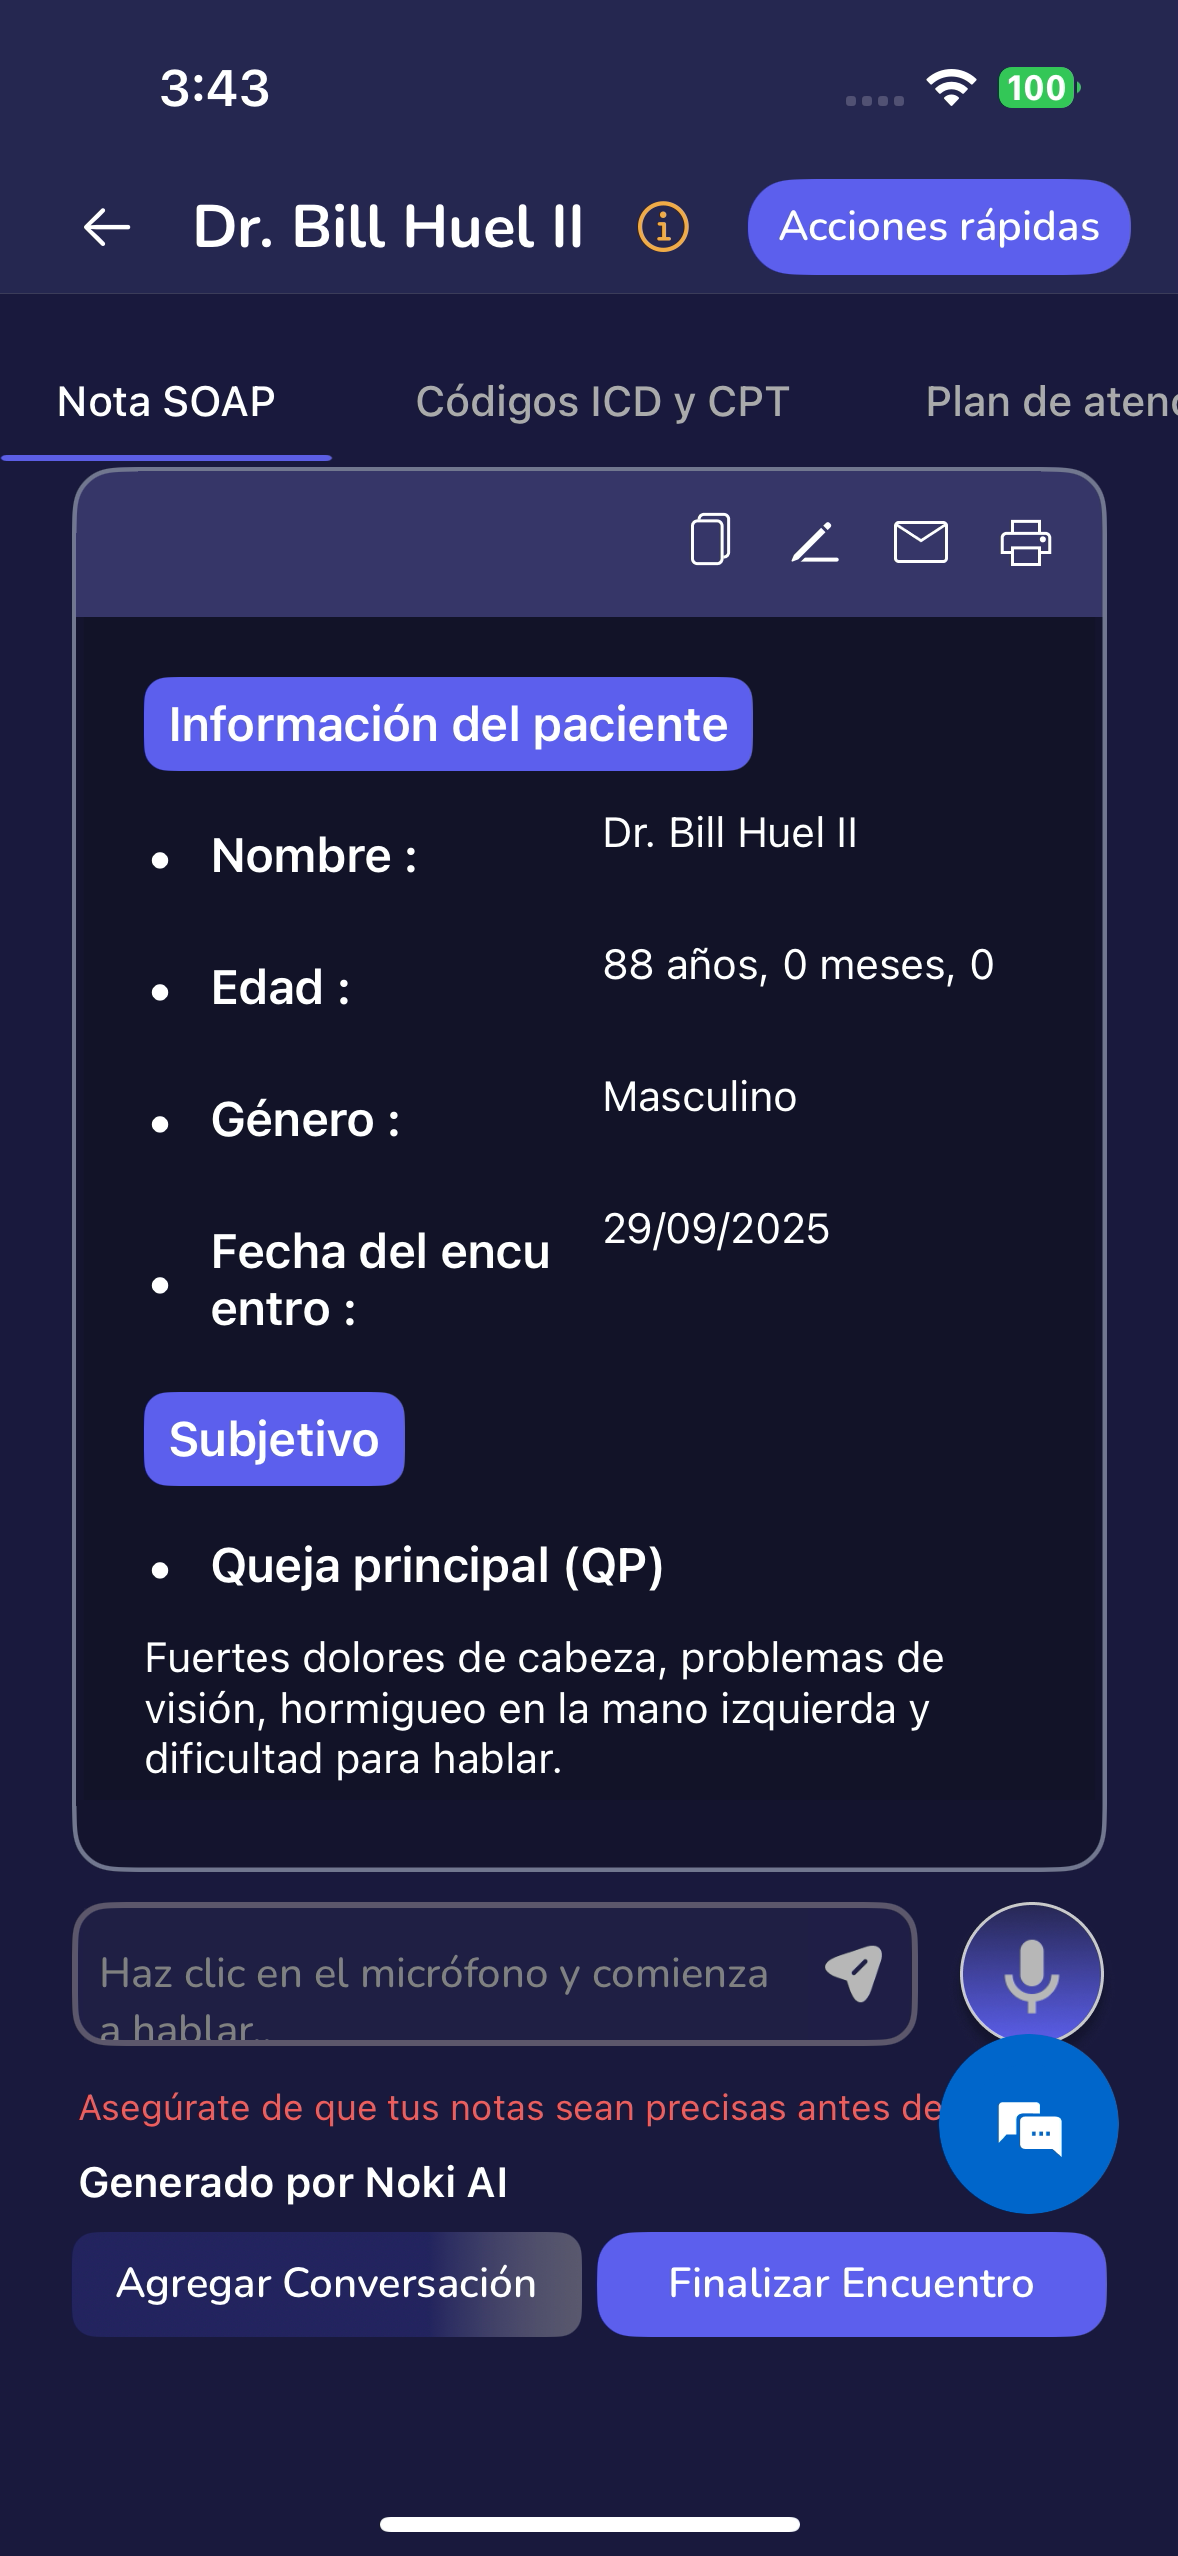 3:43
100
Dr. Bill Huel II
Acciones rápidas
Nota SOAP
Códigos ICD y CPT
Plan de atenc
Información del paciente
Nombre :
Dr. Bill Huel II
Edad :
88 años, 0 meses, 0
Género :
Masculino
Fecha del encu
entro :
29/09/2025
Subjetivo
Queja principal (QP)
Fuertes dolores de cabeza, problemas de
visión, hormigueo en la mano izquierda y
dificultad para hablar.
Haz clic en el micrófono y comienza
a hablar..
Asegúrate de que tus notas sean precisas antes de
Generado por Noki AI
Agregar Conversación
Finalizar Encuentro